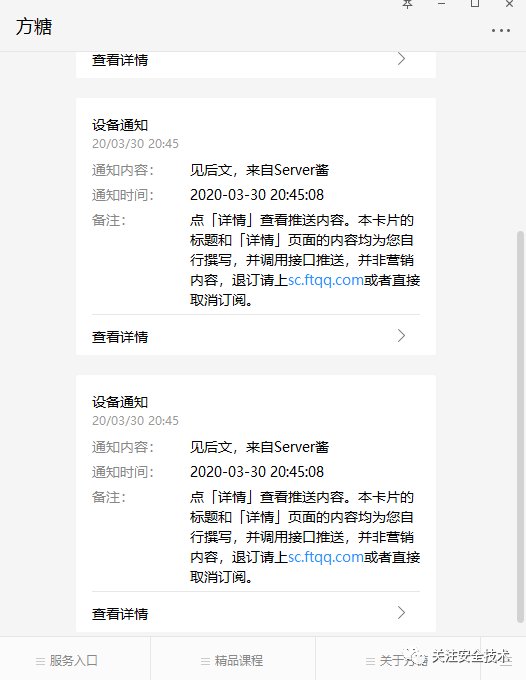 方糖
查看详情
设备通知
20/03/30 20:45
通知内容： 见后文，来自Server酱
通知时间： 2020-03-30 20:45:08
备注： 点「详情」查看推送内容。本卡片的
标题和「详情」页面的内容均为您自
行撰写，并调用接口推送，并非营销
内容，退订请上sc.ftqq.com或者直接
取消订阅。
查看详情
设备通知
20/03/30 20:45
通知内容： 见后文，来自Server酱
通知时间： 2020-03-30 20:45:08
备注： 点「详情」查看推送内容。本卡片的
标题和「详情」页面的内容均为您自
行撰写，并调用接口推送，并非营销
内容，退订请上sc.ftqq.com或者直接
取消订阅。
查看详情
服务入口 精品课程 关于方糖
关注安全技术